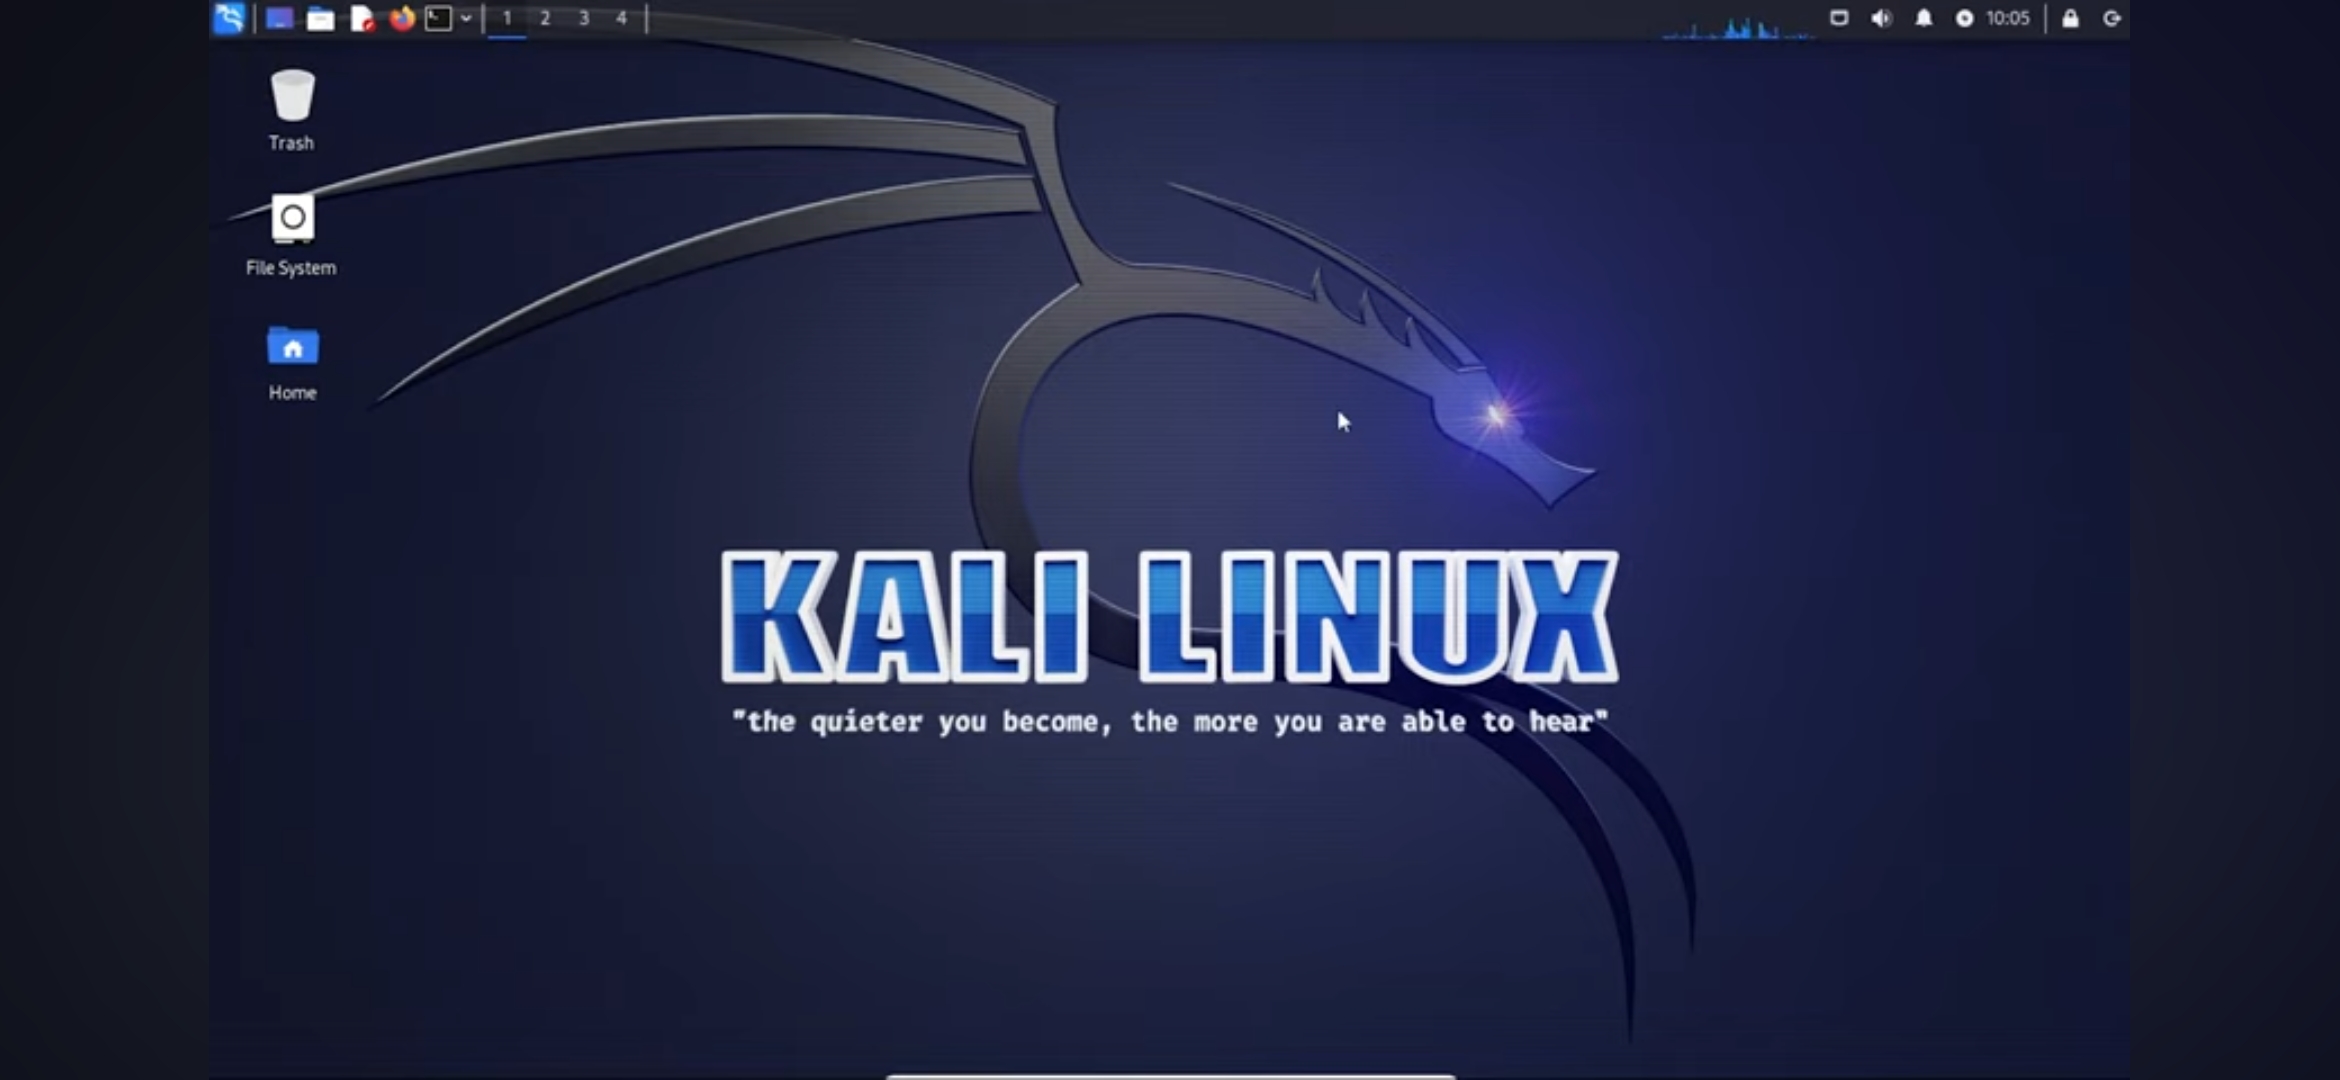 1 2 3 4 10:05
Trash
File System
Home
KALI LINUX
"the quieter you become, the more you are able to hear"